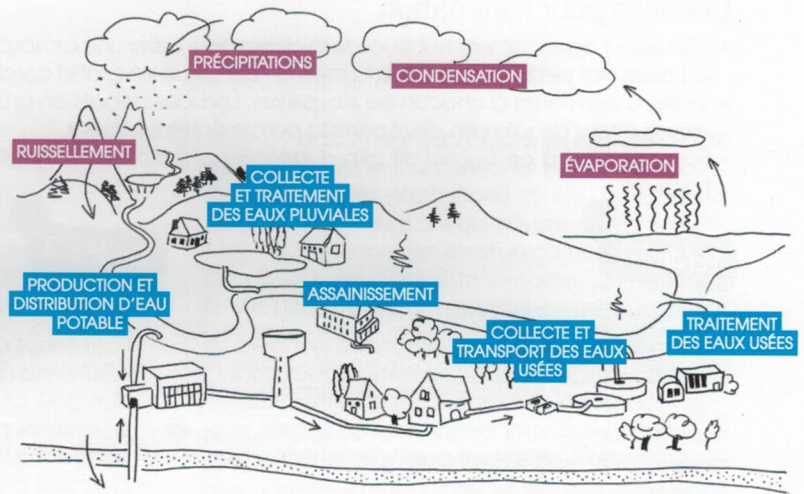 PRÉCIPITATIONS
CONDENSATION
RUISSELLEMENT
ÉVAPORATION
COLLECTE
ET TRAITEMENT
DES EAUX PLUVIALES
PRODUCTION ET
DISTRIBUTION D'EAU
POTABLE
ASSAINISSEMENT
COLLECTE ET
TRANSPORT DES EAUX
USÉES
TRAITEMENT
DES EAUX USÉES